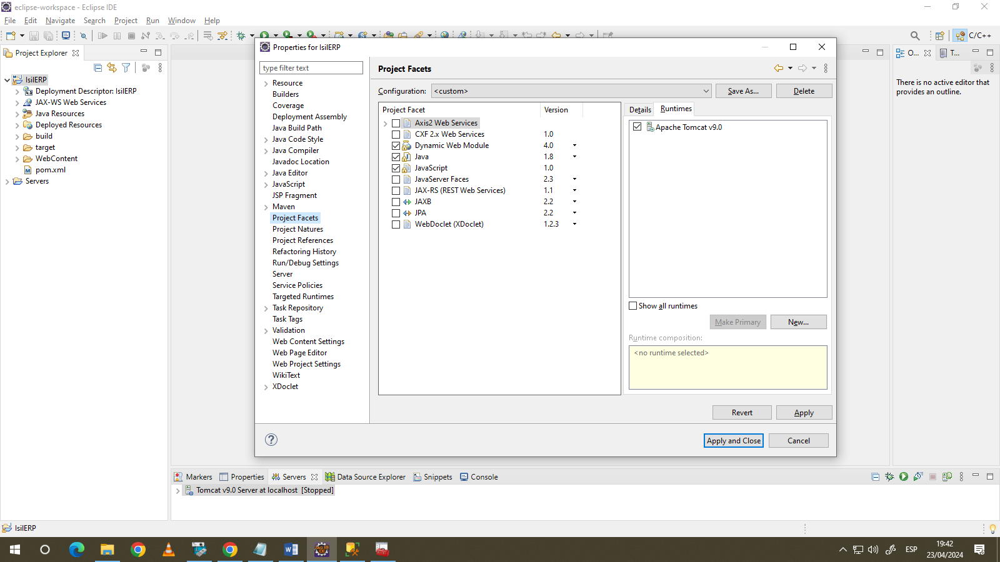 eclipse-workspace - Eclipse IDE
File Edit Navigate Search Project Run Window Help
C/C++
Project Explorer
IsilERP
Deployment Descriptor: IsilERP
JAX-WS Web Services
Java Resources
Deployed Resources
build
target
WebContent
pom.xml
Servers
Properties for IsilERP
type filter text
Resource
Builders
Coverage
Deployment Assembly
Java Build Path
Java Code Style
Java Compiler
Javadoc Location
Java Editor
JavaScript
JSP Fragment
Maven
Project Facets
Project Natures
Project References
Refactoring History
Run/Debug Settings
Server
Service Policies
Targeted Runtimes
Task Repository
Task Tags
Validation
Web Content Settings
Web Page Editor
Web Project Settings
WikiText
XDoclet
Project Facets
Configuration: <custom> Save As... Delete
Project Facet Version
Axis2 Web Services
CXF 2.x Web Services 1.0
Dynamic Web Module 4.0
Java 1.8
JavaScript 1.0
JavaServer Faces 2.3
JAX-RS (REST Web Services) 1.1
JAXB 2.2
JPA 2.2
WebDoclet (XDoclet) 1.2.3
Details Runtimes
Apache Tomcat v9.0
Show all runtimes
Make Primary New...
Runtime composition:
<no runtime selected>
Revert Apply
Apply and Close Cancel
O... T...
There is no active editor that
provides an outline.
Markers Properties Servers Data Source Explorer Snippets Console
Tomcat v9.0 Server at localhost [Stopped]
IsilERP
ESP
19:42
23/04/2024